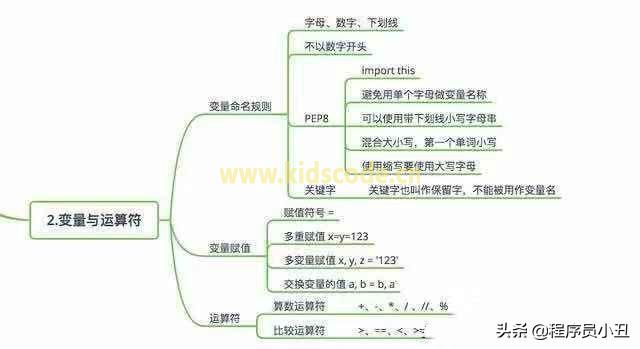 字母、数字、下划线
不以数字开头
import this
避免用单个字母做变量名称
变量命名规则
PEP8
可以使用带下划线小写字母串
混合大小写，第一个单词小写
使用缩写要使用大写字母
www.kidscode.cn
关键字
关键字也叫作保留字，不能被用作变量名
2.变量与运算符
赋值符号 =
多重赋值 x=y=123
变量赋值
多变量赋值 x, y, z = '123'
交换变量的值 a, b = b, a
算数运算符
+、-、*、/ 、//、%
运算符
比较运算符
>、==、<、>=
头条 @程序员小丑